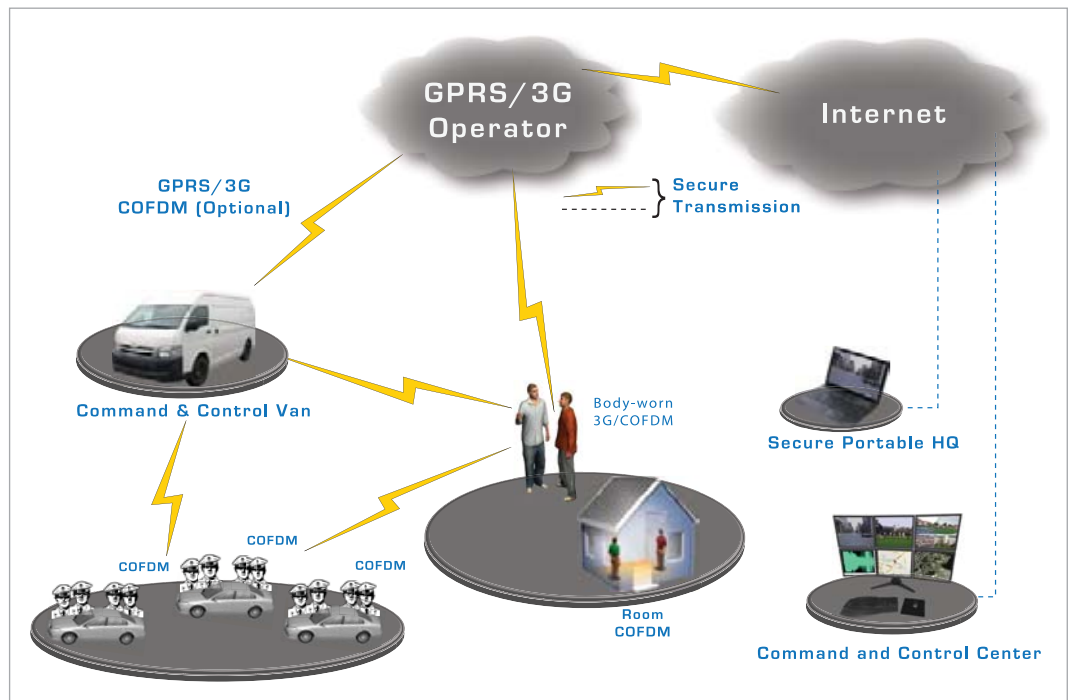 GPRS/3G
Operator
Internet
GPRS/3G
COFDM (Optional)
Secure
Transmission
Command & Control Van
Body-worn
3G/COFDM
Secure Portable HQ
COFDM
COFDM
COFDM
Room
COFDM
Command and Control Center